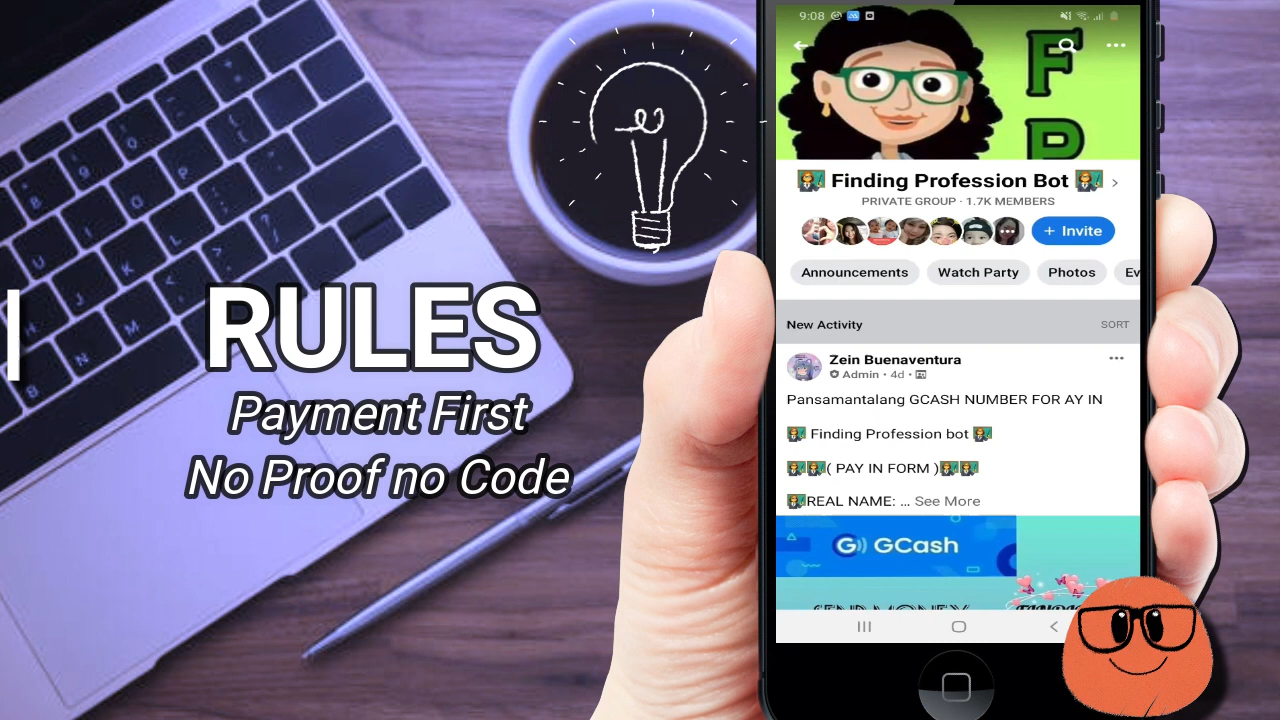 RULES
Payment First
No Proof no Code
9:08
F
P
Finding Profession Bot
PRIVATE GROUP · 1.7K MEMBERS
+ Invite
Announcements
Watch Party
Photos
Ev
New Activity
SORT
Zein Buenaventura
Admin • 4d •
Pansamantalang GCASH NUMBER FOR AY IN
Finding Profession bot
( PAY IN FORM )
REAL NAME: ... See More
GCash